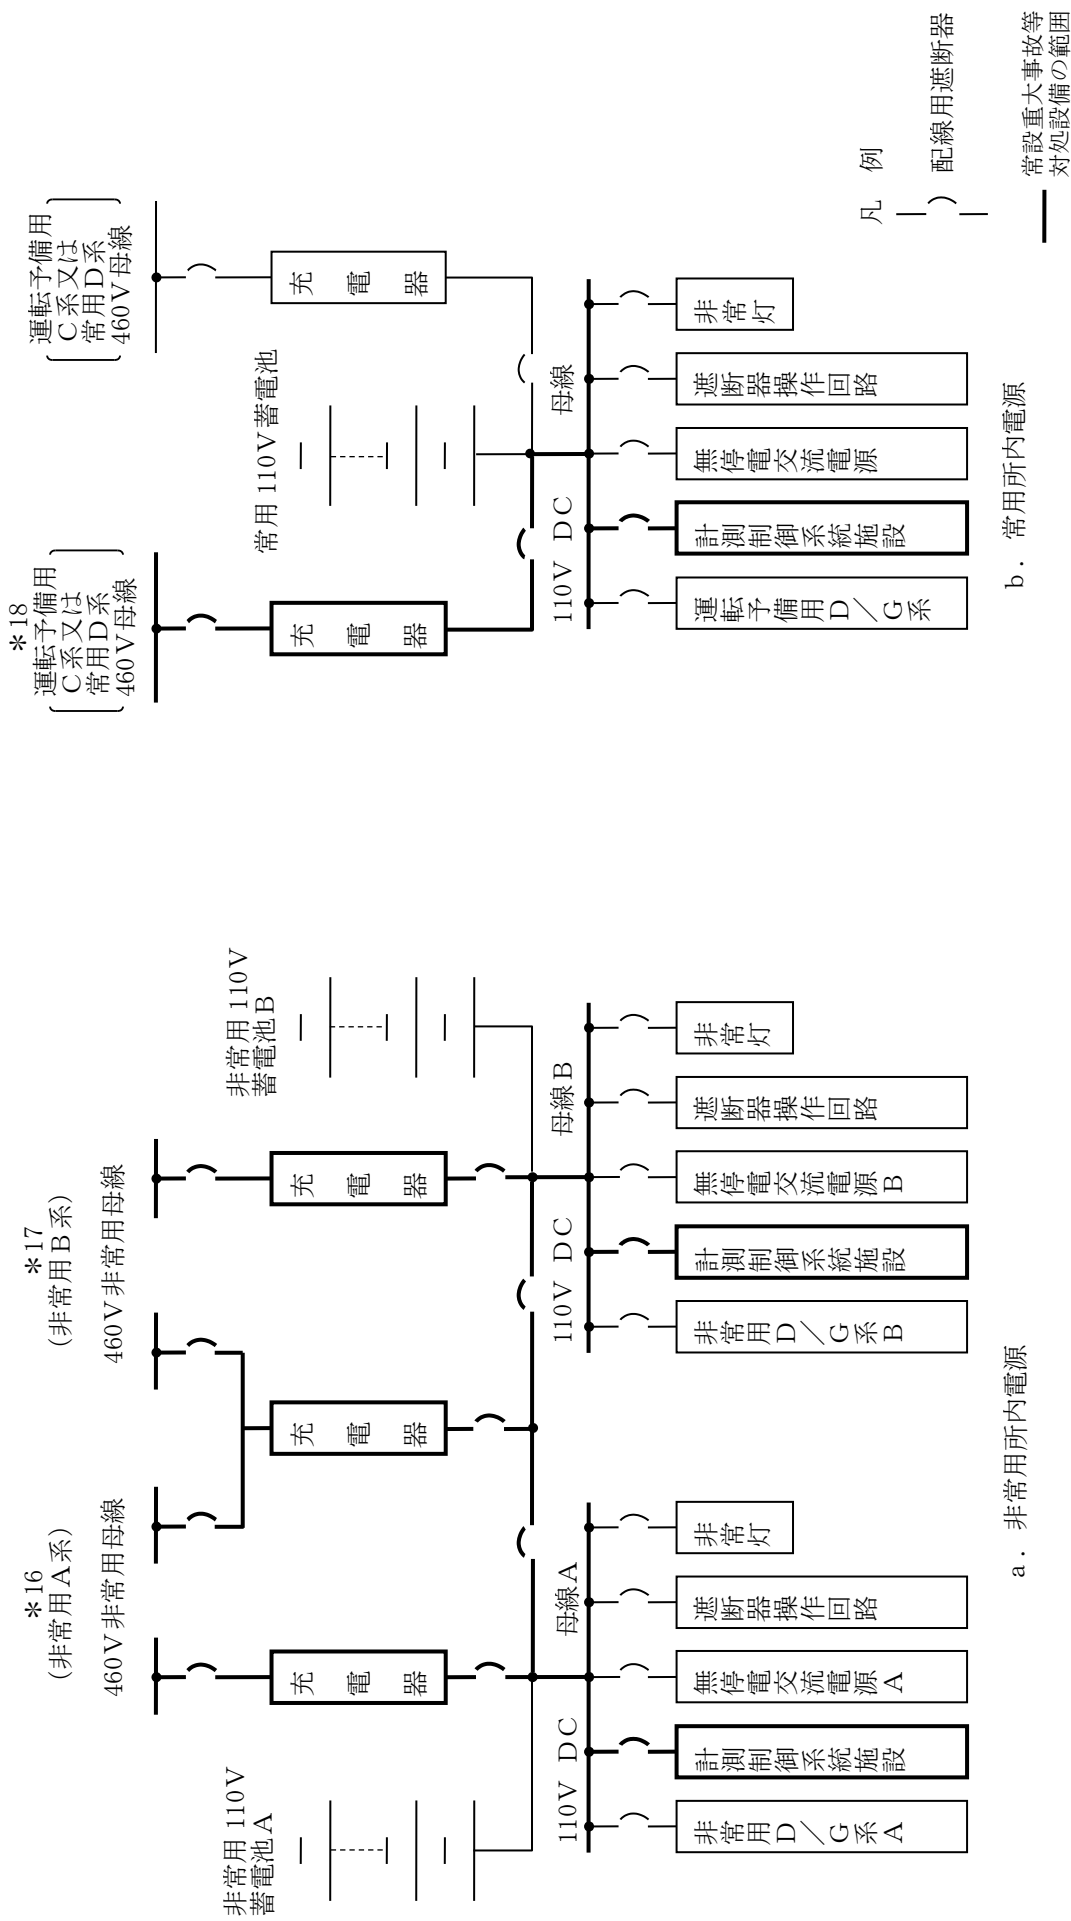 ＊16
(非常用A系)
460V非常用母線
＊17
(非常用B系)
460V非常用母線
非常用 110V
蓄電池A
非常用 110V
蓄電池B
充電器
充電器
充電器
110V DC 母線A
110V DC 母線B
非常用D／G系A
計測制御系統施設
無停電交流電源A
遮断器操作回路
非常灯
非常用D／G系B
計測制御系統施設
無停電交流電源B
遮断器操作回路
非常灯
a. 非常用所内電源
＊18
運転予備用
C系又は
常用D系
460V母線
運転予備用
C系又は
常用D系
460V母線
常用 110V蓄電池
充電器
充電器
110V DC 母線
運転予備用D／G系
計測制御系統施設
無停電交流電源
遮断器操作回路
非常灯
b. 常用所内電源
凡 例
配線用遮断器
常設重大事故等
対処設備の範囲